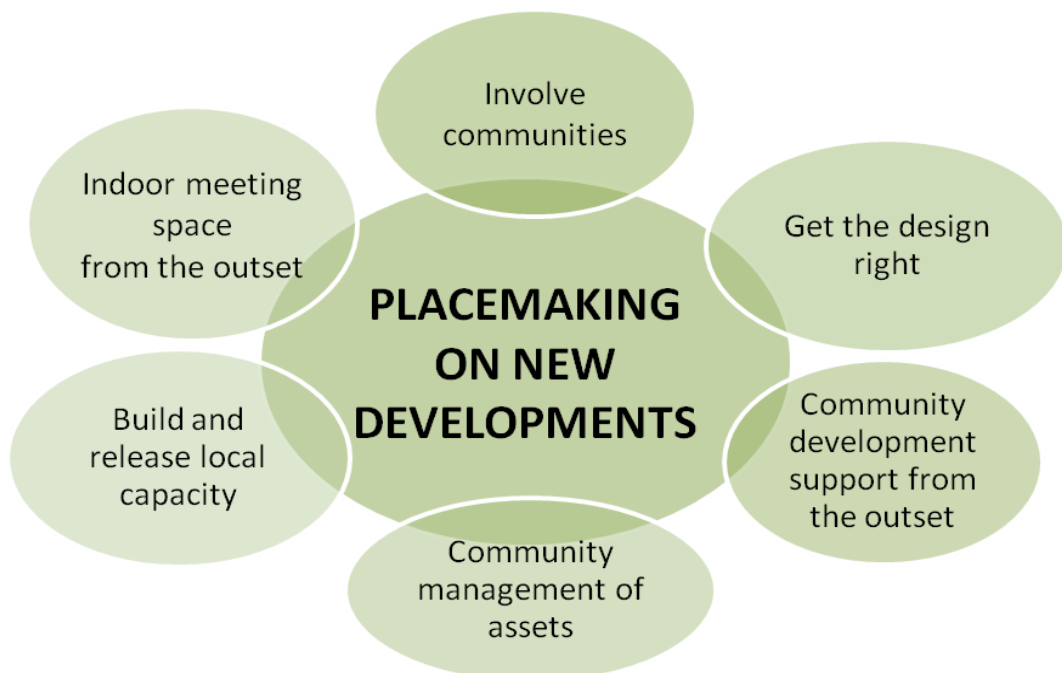 Involve
communities
Get the design
right
Community
development
support from
the outset
Community
management of
assets
Build and
release local
capacity
Indoor meeting
space
from the outset
PLACEMAKING
ON NEW
DEVELOPMENTS